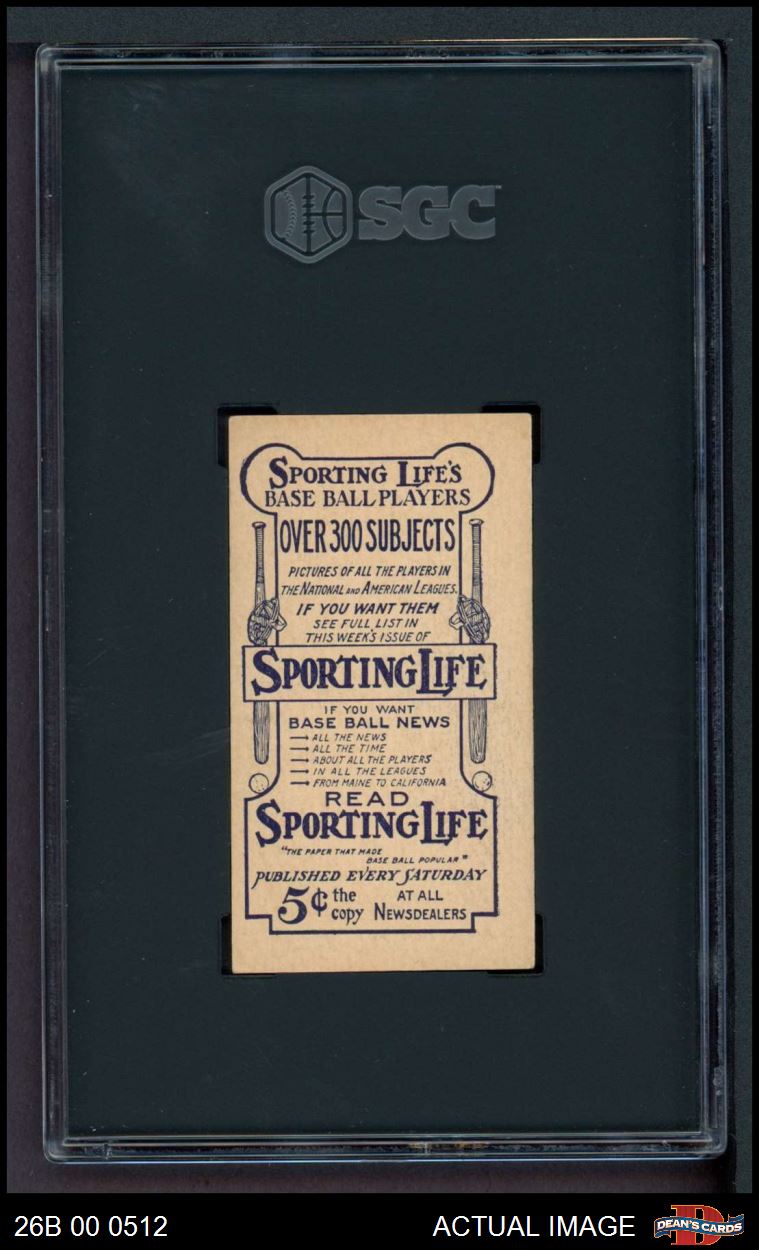 SGC
SPORTING LIFE'S
BASE BALL PLAYERS
OVER 300 SUBJECTS
PICTURES OF ALL THE PLAYERS IN
THE NATIONAL AND AMERICAN LEAGUES.
IF YOU WANT THEM
SEE FULL LIST IN
THIS WEEK'S ISSUE OF
SPORTING LIFE
IF YOU WANT
BASE BALL NEWS
ALL THE NEWS
ALL THE TIME
ABOUT ALL THE PLAYERS
IN ALL THE LEAGUES
FROM MAINE TO CALIFORNIA
READ
SPORTING LIFE
"THE PAPER THAT MADE
BASE BALL POPULAR"
PUBLISHED EVERY SATURDAY
5¢ the copy AT ALL NEWSDEALERS
26B 00 0512 ACTUAL IMAGE DEAN'S CARDS